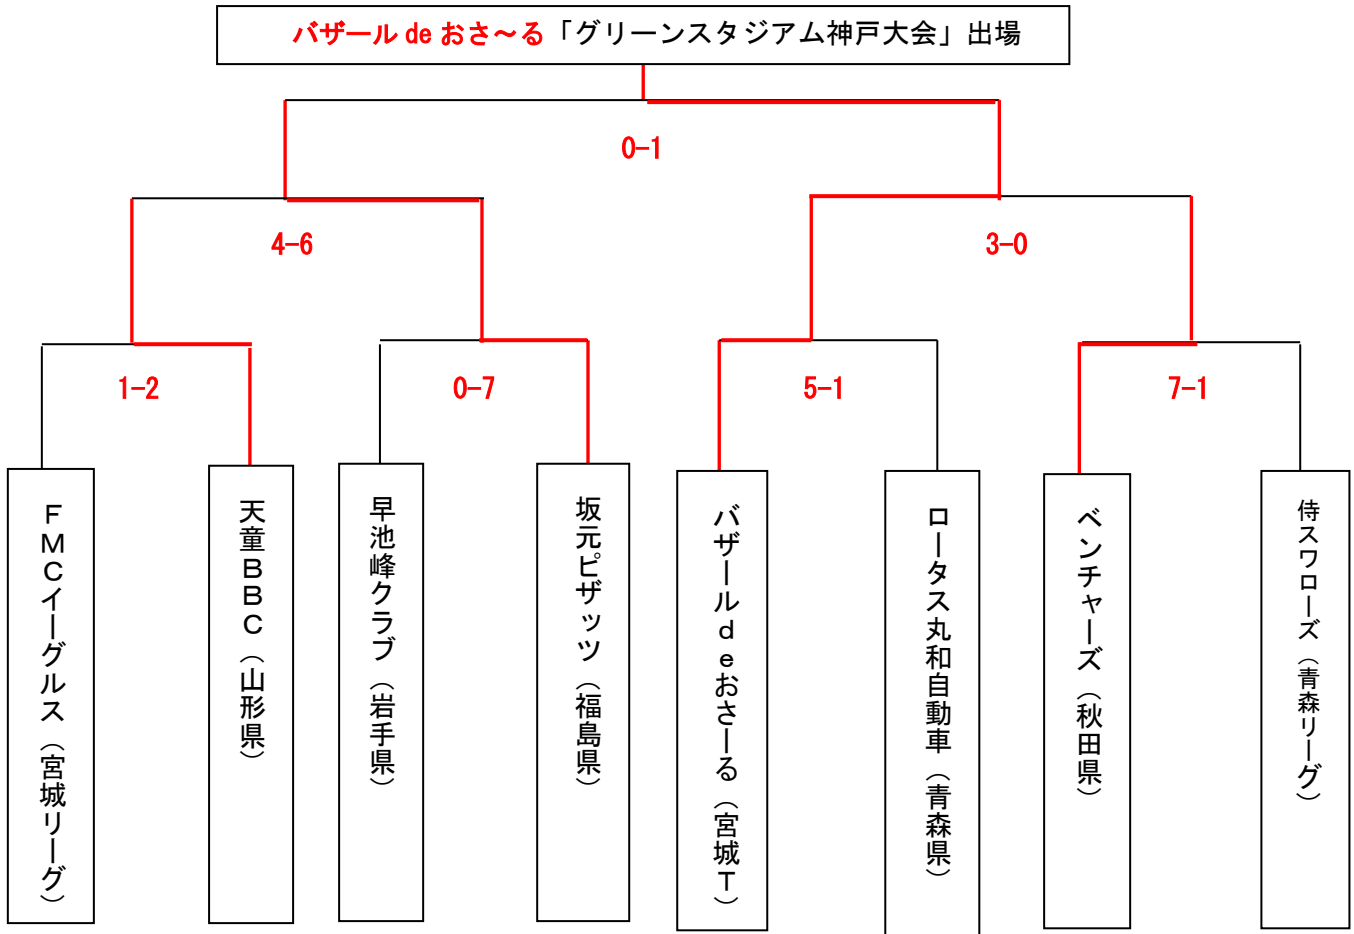 バザール de おさ～る「グリーンスタジアム神戸大会」出場
0-1
4-6
3-0
1-2
0-7
5-1
7-1
ＦＭＣイーグルス（宮城リーグ）
天童ＢＢＣ（山形県）
早池峰クラブ（岩手県）
坂元ピザッツ（福島県）
バザールｄｅおさーる（宮城Ｔ）
ロータス丸和自動車（青森県）
ベンチャーズ（秋田県）
侍スワローズ（青森リーグ）